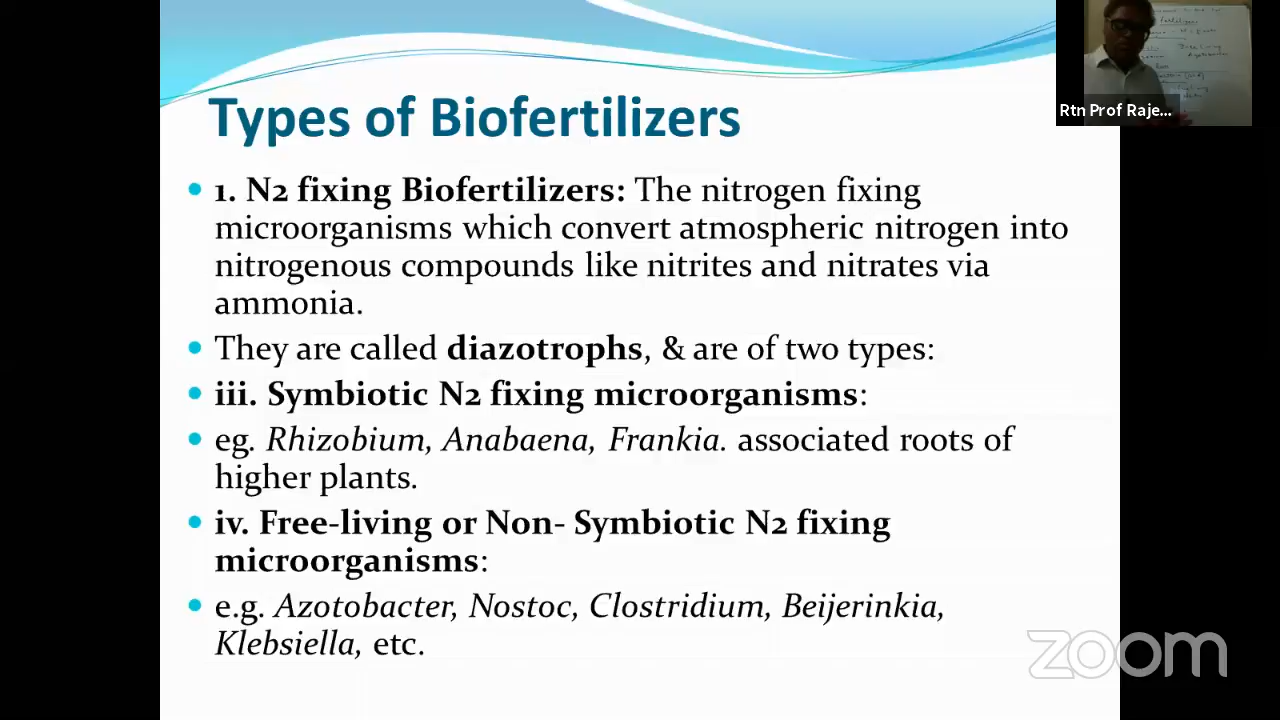 Types of Biofertilizers
1. N2 fixing Biofertilizers: The nitrogen fixing
microorganisms which convert atmospheric nitrogen into
nitrogenous compounds like nitrites and nitrates via
ammonia.
They are called diazotrophs, & are of two types:
iii. Symbiotic N2 fixing microorganisms:
eg. Rhizobium, Anabaena, Frankia. associated roots of
higher plants.
iv. Free-living or Non- Symbiotic N2 fixing
microorganisms:
e.g. Azotobacter, Nostoc, Clostridium, Beijerinkia,
Klebsiella, etc.
Rtn Prof Raje...
zoom